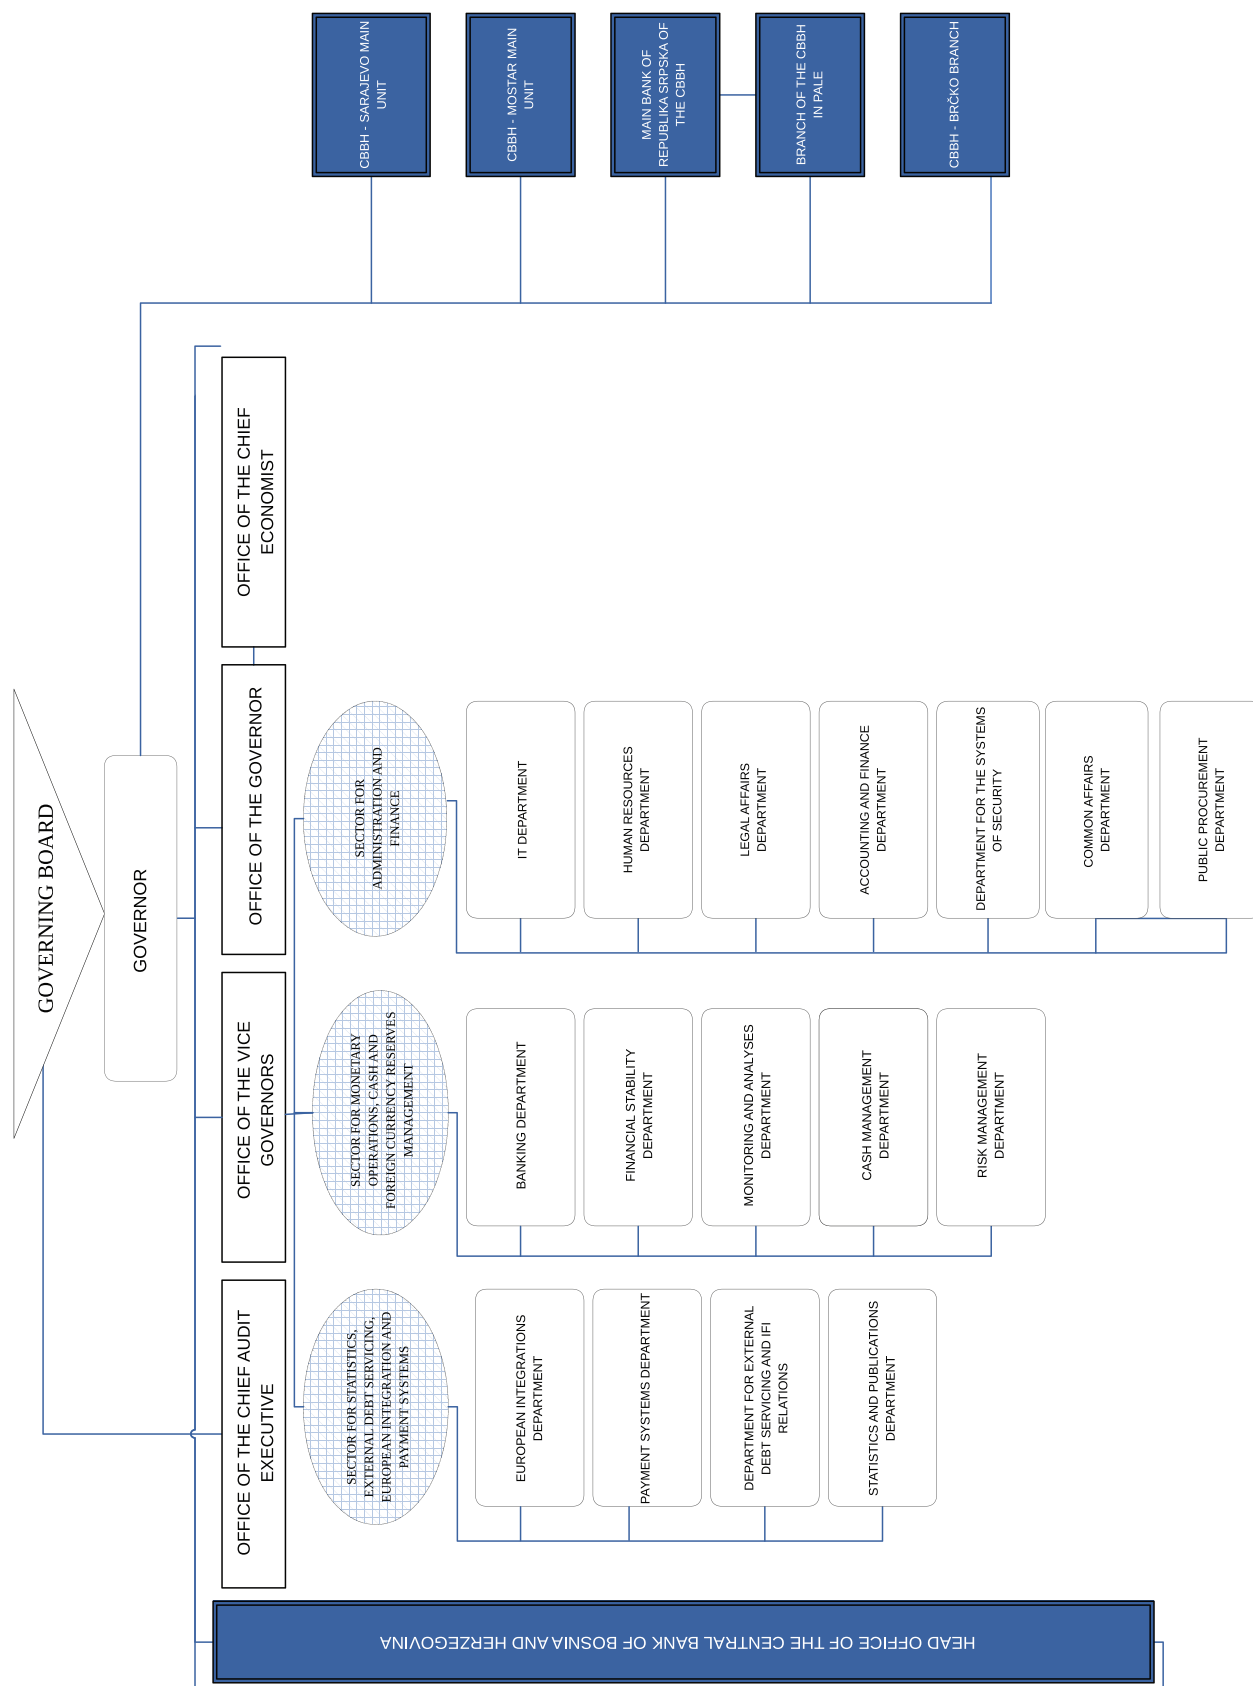 GOVERNING BOARD
GOVERNOR
OFFICE OF THE CHIEF AUDIT
EXECUTIVE
OFFICE OF THE VICE
GOVERNORS
OFFICE OF THE GOVERNOR
OFFICE OF THE CHIEF
ECONOMIST
SECTOR FOR STATISTICS,
EXTERNAL DEBT SERVICING,
EUROPEAN INTEGRATION AND
PAYMENT SYSTEMS
EUROPEAN INTEGRATIONS
DEPARTMENT
PAYMENT SYSTEMS DEPARTMENT
DEPARTMENT FOR EXTERNAL
DEBT SERVICING AND IFI
RELATIONS
STATISTICS AND PUBLICATIONS
DEPARTMENT
SECTOR FOR MONETARY
OPERATIONS, CASH AND
FOREIGN CURRENCY RESERVES
MANAGEMENT
BANKING DEPARTMENT
FINANCIAL STABILITY
DEPARTMENT
MONITORING AND ANALYSES
DEPARTMENT
CASH MANAGEMENT
DEPARTMENT
RISK MANAGEMENT
DEPARTMENT
SECTOR FOR
ADMINISTRATION AND
FINANCE
IT DEPARTMENT
HUMAN RESOURCES
DEPARTMENT
LEGAL AFFAIRS
DEPARTMENT
ACCOUNTING AND FINANCE
DEPARTMENT
DEPARTMENT FOR THE SYSTEMS
OF SECURITY
COMMON AFFAIRS
DEPARTMENT
PUBLIC PROCUREMENT
DEPARTMENT
CBBH - SARAJEVO MAIN
UNIT
CBBH - MOSTAR MAIN
UNIT
MAIN BANK OF
REPUBLIKA SRPSKA OF
THE CBBH
BRANCH OF THE CBBH
IN PALE
CBBH - BRČKO BRANCH
HEAD OFFICE OF THE CENTRAL BANK OF BOSNIA AND HERZEGOVINA